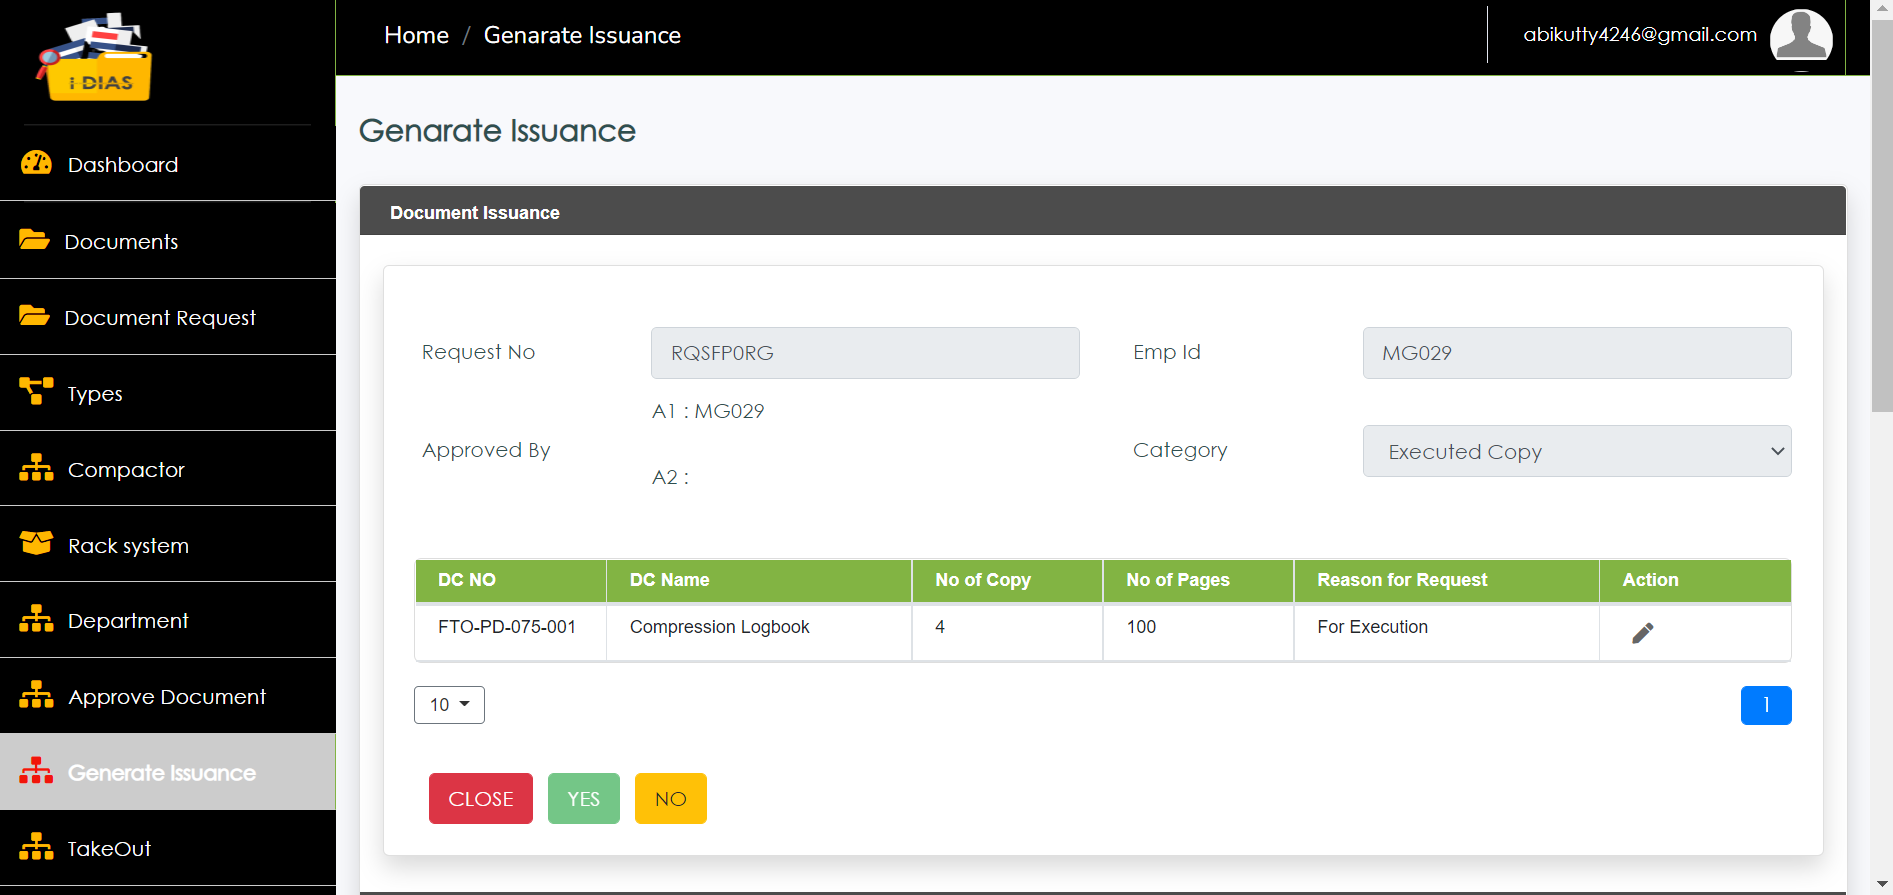 i-DIAS
Home / Genarate Issuance
abikutty4246@gmail.com
Dashboard
Documents
Document Request
Types
Compactor
Rack system
Department
Approve Document
Generate Issuance
TakeOut
Genarate Issuance
Document Issuance
Request No RQSFP0RG Emp Id MG029
A1 : MG029
Approved By Category Executed Copy
A2 :
DC NO DC Name No of Copy No of Pages Reason for Request Action
FTO-PD-075-001 Compression Logbook 4 100 For Execution
10 1
CLOSE YES NO